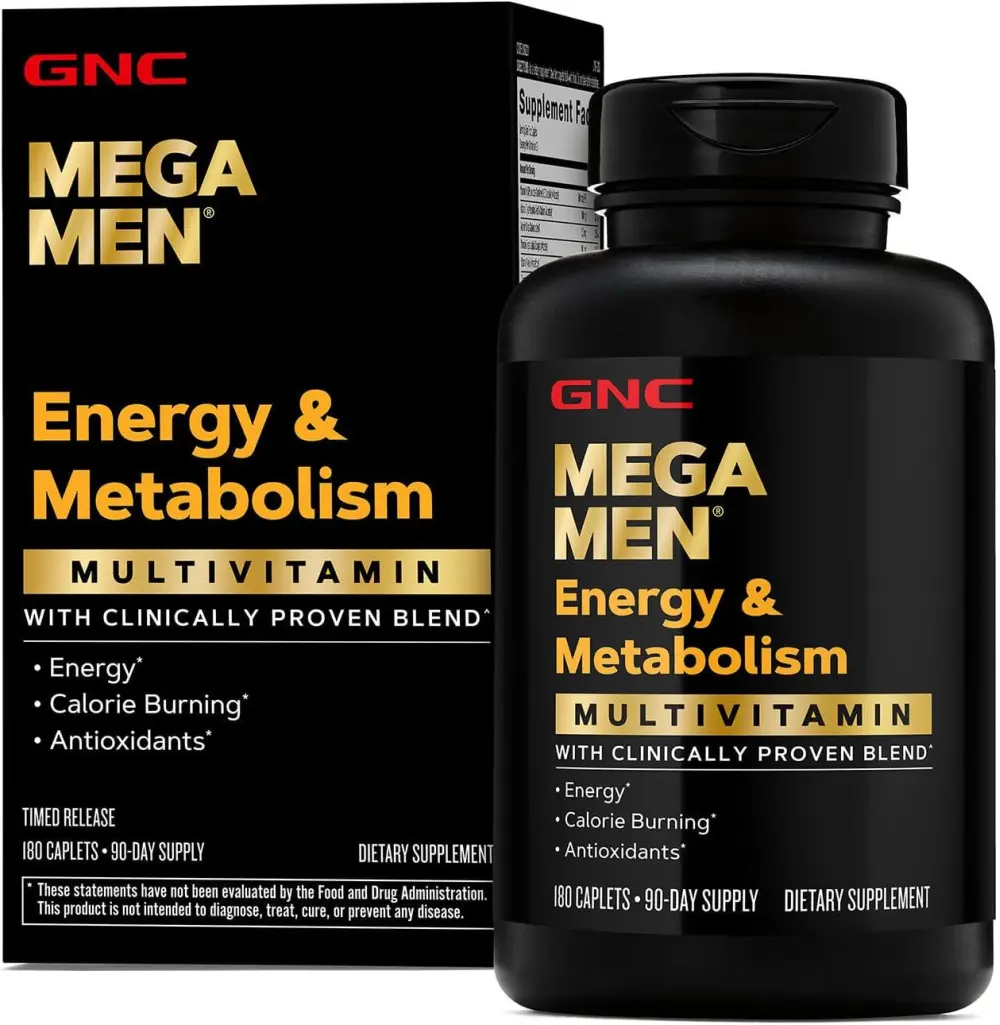 GNC
MEGA
MEN®
Energy &
Metabolism
MULTIVITAMIN
WITH CLINICALLY PROVEN BLEND^
• Energy*
• Calorie Burning*
• Antioxidants*
TIMED RELEASE
180 CAPLETS • 90-DAY SUPPLY
DIETARY SUPPLEMENT
* These statements have not been evaluated by the Food and Drug Administration.
This product is not intended to diagnose, treat, cure, or prevent any disease.
Supplement
GNC
MEGA
MEN®
Energy &
Metabolism
MULTIVITAMIN
WITH CLINICALLY PROVEN BLEND^
• Energy*
• Calorie Burning*
• Antioxidants*
180 CAPLETS • 90-DAY SUPPLY
DIETARY SUPPLEMENT